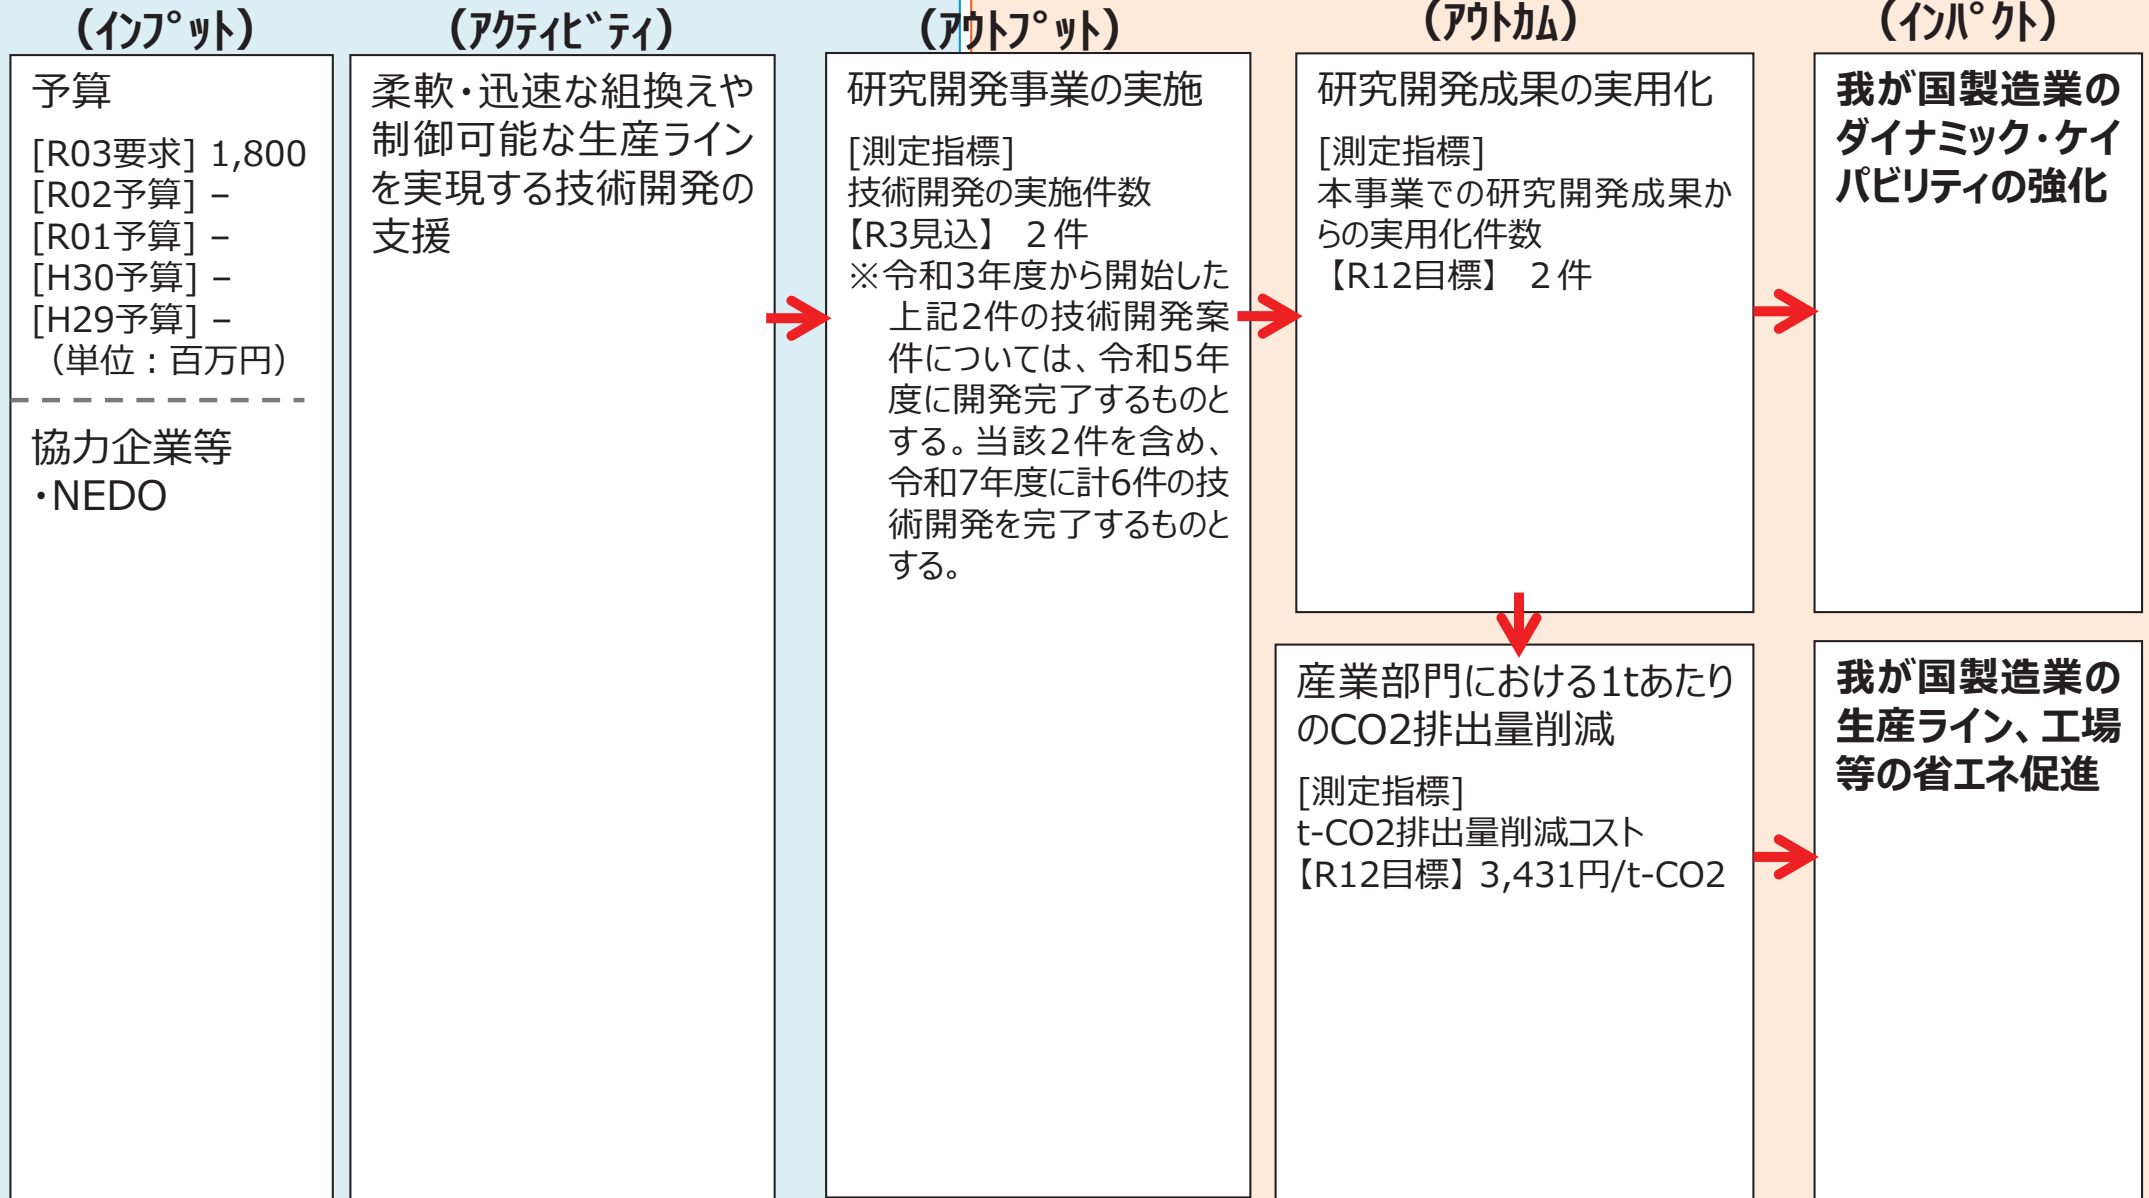 （ｲﾝﾌﾟｯﾄ）
予算
[R03要求] 1,800
[R02予算] –
[R01予算] –
[H30予算] –
[H29予算] –
（単位：百万円）
協力企業等
・NEDO
（ｱｸﾃｨﾋﾞﾃｨ）
柔軟・迅速な組換えや
制御可能な生産ライン
を実現する技術開発の
支援
（ｱｳﾄﾌﾟｯﾄ）
研究開発事業の実施
[測定指標]
技術開発の実施件数
【R3見込】 ２件
※令和3年度から開始した
上記2件の技術開発案
件については、令和5年
度に開発完了するものと
する。当該2件を含め、
令和7年度に計6件の技
術開発を完了するものと
する。
（ｱｳﾄｶﾑ）
研究開発成果の実用化
[測定指標]
本事業での研究開発成果か
らの実用化件数
【R12目標】 ２件
産業部門における1tあたり
のCO2排出量削減
[測定指標]
t-CO2排出量削減コスト
【R12目標】3,431円/t-CO2
（ｲﾝﾊﾟｸﾄ）
我が国製造業の
ダイナミック・ケイ
パビリティの強化
我が国製造業の
生産ライン、工場
等の省エネ促進